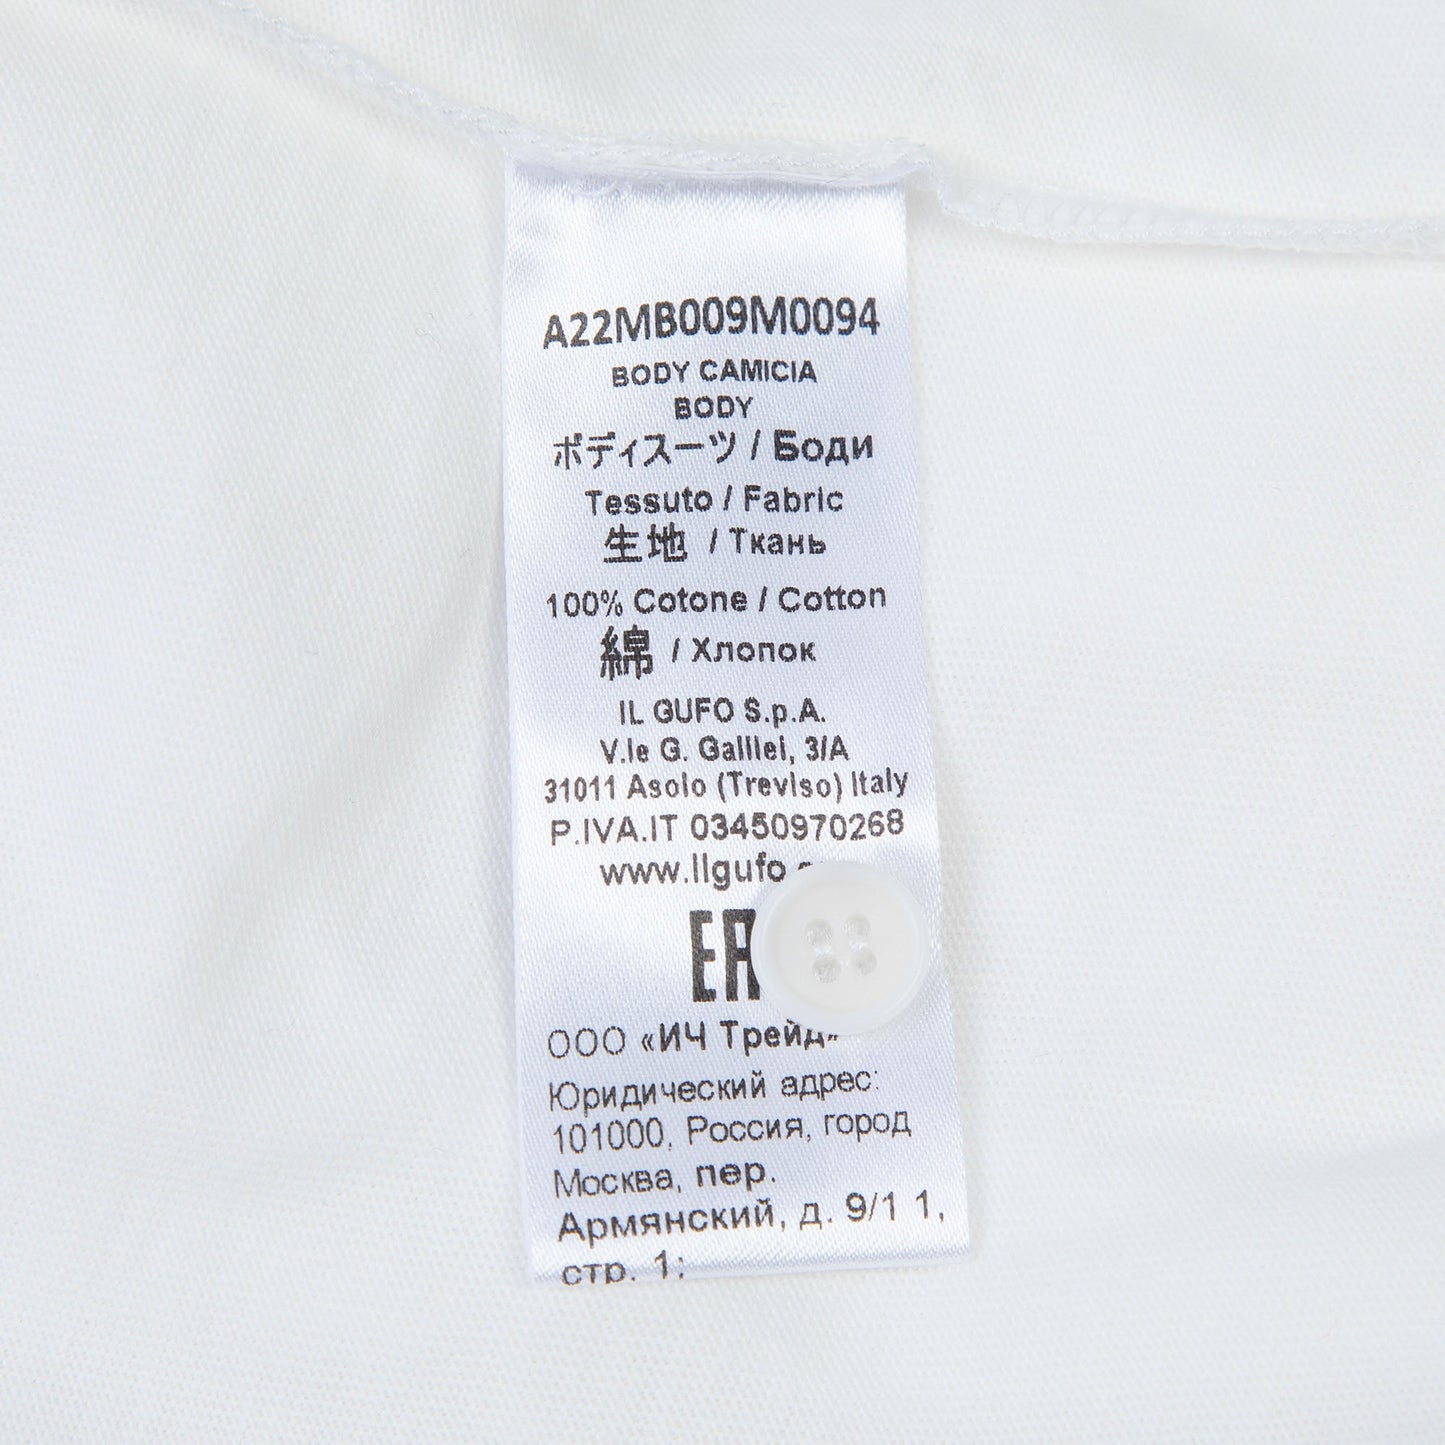 A22MB009M0094
BODY CAMICIA
BODY
ボディスーツ / Боди
Tessuto / Fabric
生地 / Ткань
100% Cotone / Cotton
綿 / Хлопок
IL GUFO S.p.A.
V.le G. Galilei, 3/A
31011 Asolo (Treviso) Italy
P.IVA.IT 03450970268
www.ilgufo
ООО «ИЧ Трейд»
Юридический адрес:
101000, Россия, город
Москва, пер.
Армянский, д. 9/1 1,
стр. 1;